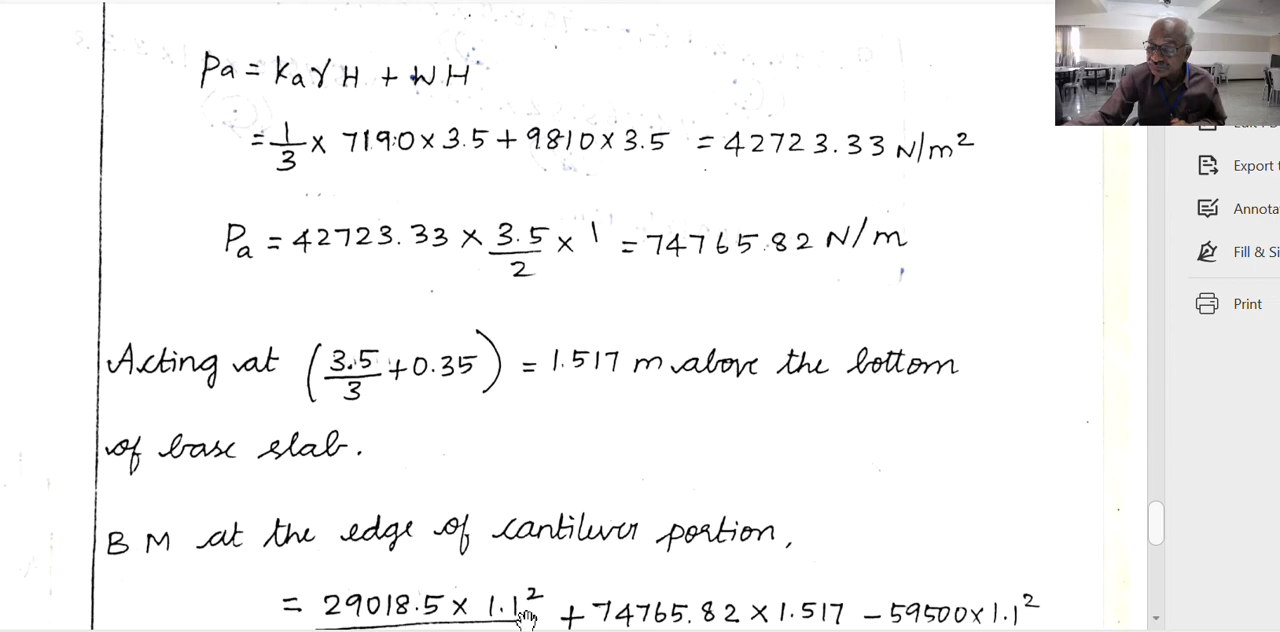 Pa = Ka γ H + WH
= 1/3 × 7190 × 3.5 + 9810 × 3.5 = 42723.33 N/m²
Pa = 42723.33 × 3.5/2 × 1 = 74765.82 N/m
Acting at (3.5/3 + 0.35) = 1.517 m above the bottom
of base slab.
BM at the edge of cantilever portion,
= 29018.5 × 1.1² + 74765.82 × 1.517 − 59500 × 1.1²
Export t
Annota
Fill & Si
Print